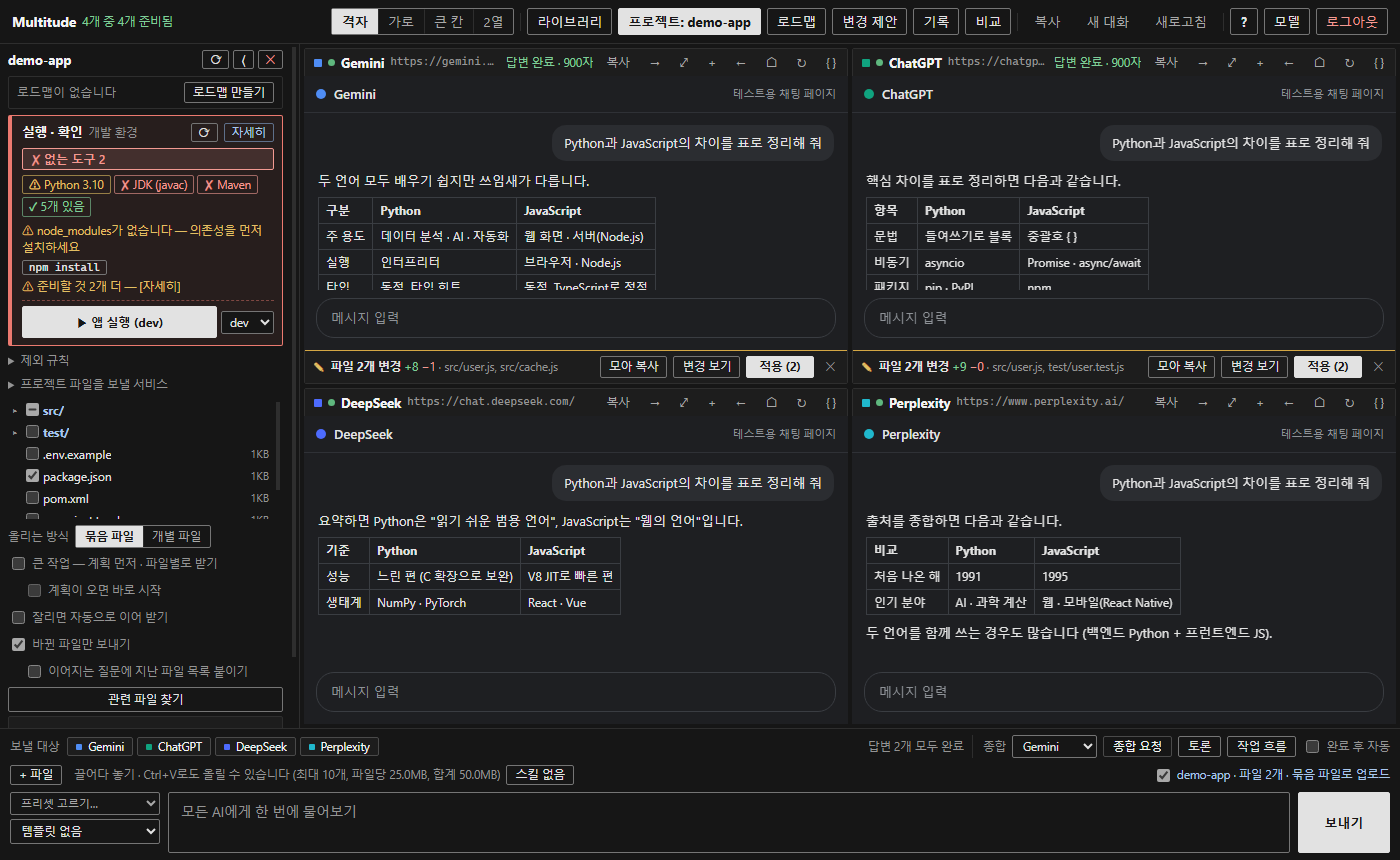 Multitude 4개 중 4개 준비됨
격자 가로 큰 칸 2열 라이브러리 프로젝트: demo-app 로드맵 변경 제안 기록 비교 복사 새 대화 새로고침 ? 모델 로그아웃
demo-app
로드맵이 없습니다 로드맵 만들기
실행 · 확인 개발 환경 자세히
✗ 없는 도구 2
⚠ Python 3.10 ✗ JDK (javac) ✗ Maven
✓ 5개 있음
⚠ node_modules가 없습니다 — 의존성을 먼저
설치하세요
npm install
⚠ 준비할 것 2개 더 — [자세히]
▶ 앱 실행 (dev) dev
▸ 제외 규칙
▸ 프로젝트 파일을 보낼 서비스
src/
test/
.env.example 1KB
package.json 1KB
pom.xml 1KB
올리는 방식 묶음 파일 개별 파일
큰 작업 — 계획 먼저 · 파일별로 받기
계획이 오면 바로 시작
잘리면 자동으로 이어 받기
바뀐 파일만 보내기
이어지는 질문에 지난 파일 목록 붙이기
관련 파일 찾기
Gemini https://gemini.... 답변 완료 · 900자 복사 → ⤢ + ← ↻ { }
Gemini 테스트용 채팅 페이지
Python과 JavaScript의 차이를 표로 정리해 줘
두 언어 모두 배우기 쉽지만 쓰임새가 다릅니다.
구분 Python JavaScript
주 용도 데이터 분석 · AI · 자동화 웹 화면 · 서버(Node.js)
실행 인터프리터 브라우저 · Node.js
타입 동적, 타입 힌트 동적, TypeScript로 정적
메시지 입력
파일 2개 변경 +8 −1 · src/user.js, src/cache.js 모아 복사 변경 보기 적용 (2) ×
ChatGPT https://chatgp... 답변 완료 · 900자 복사 → ⤢ + ← ↻ { }
ChatGPT 테스트용 채팅 페이지
Python과 JavaScript의 차이를 표로 정리해 줘
핵심 차이를 표로 정리하면 다음과 같습니다.
항목 Python JavaScript
문법 들여쓰기로 블록 중괄호 { }
비동기 asyncio Promise · async/await
패키지 pip · PyPI npm
메시지 입력
파일 2개 변경 +9 −0 · src/user.js, test/user.test.js 모아 복사 변경 보기 적용 (2) ×
DeepSeek https://chat.deepseek.com/ 복사 → ⤢ + ← ↻ { }
DeepSeek 테스트용 채팅 페이지
Python과 JavaScript의 차이를 표로 정리해 줘
요약하면 Python은 "읽기 쉬운 범용 언어", JavaScript는 "웹의 언어"입니다.
기준 Python JavaScript
성능 느린 편 (C 확장으로 보완) V8 JIT로 빠른 편
생태계 NumPy · PyTorch React · Vue
메시지 입력
Perplexity https://www.perplexity.ai/ 복사 → ⤢ + ← ↻ { }
Perplexity 테스트용 채팅 페이지
Python과 JavaScript의 차이를 표로 정리해 줘
출처를 종합하면 다음과 같습니다.
비교 Python JavaScript
처음 나온 해 1991 1995
인기 분야 AI · 과학 계산 웹 · 모바일(React Native)
두 언어를 함께 쓰는 경우도 많습니다 (백엔드 Python + 프런트엔드 JS).
메시지 입력
보낼 대상 Gemini ChatGPT DeepSeek Perplexity 답변 2개 모두 완료 종합 Gemini 종합 요청 토론 작업 흐름 완료 후 자동
+ 파일 끌어다 놓기 · Ctrl+V로도 올릴 수 있습니다 (최대 10개, 파일당 25.0MB, 합계 50.0MB) 스킬 없음 demo-app · 파일 2개 · 묶음 파일로 업로드
프리셋 고르기... 모든 AI에게 한 번에 물어보기 보내기
템플릿 없음